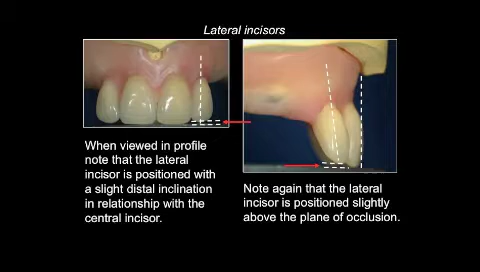 Lateral incisors
When viewed in profile
note that the lateral
incisor is positioned with
a slight distal inclination
in relationship with the
central incisor.
Note again that the lateral
incisor is positioned slightly
above the plane of occlusion.